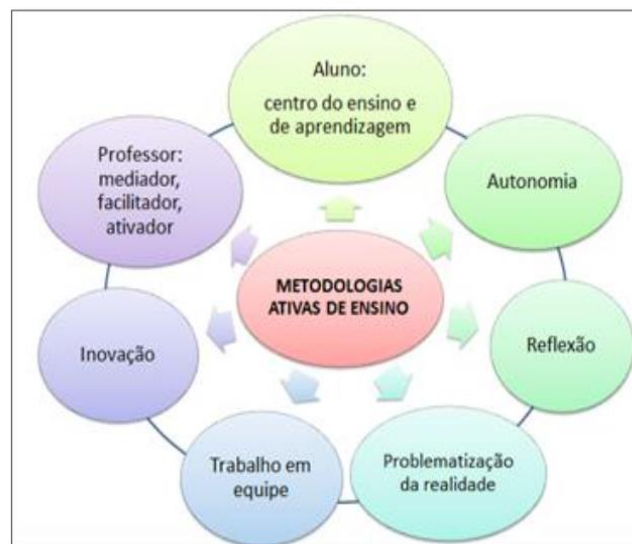 Aluno:
centro do ensino e
de aprendizagem
Autonomia
Reflexão
Problematização
da realidade
Trabalho em
equipe
Inovação
Professor:
mediador,
facilitador,
ativador
METODOLOGIAS
ATIVAS DE ENSINO